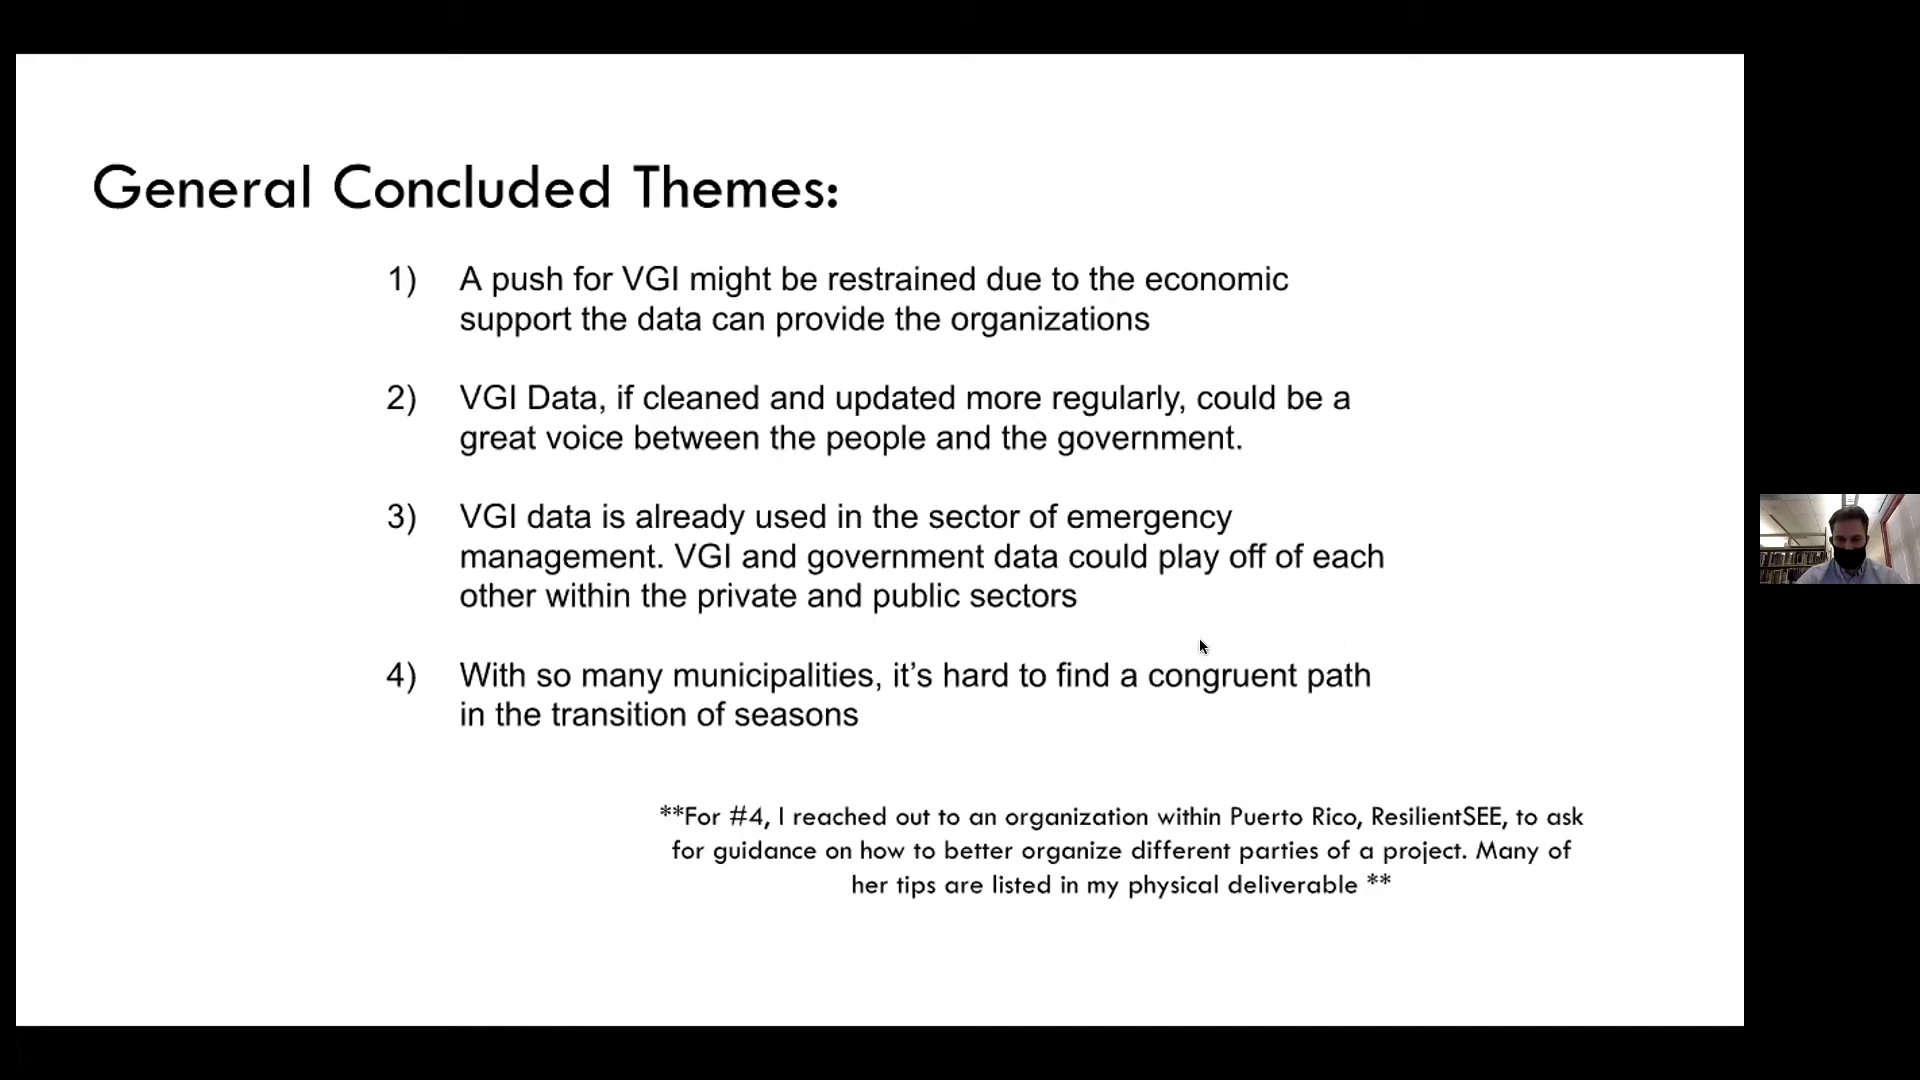 General Concluded Themes:
1) A push for VGI might be restrained due to the economic
support the data can provide the organizations
2) VGI Data, if cleaned and updated more regularly, could be a
great voice between the people and the government.
3) VGI data is already used in the sector of emergency
management. VGI and government data could play off of each
other within the private and public sectors
4) With so many municipalities, it’s hard to find a congruent path
in the transition of seasons
**For #4, I reached out to an organization within Puerto Rico, ResilientSEE, to ask
for guidance on how to better organize different parties of a project. Many of
her tips are listed in my physical deliverable **